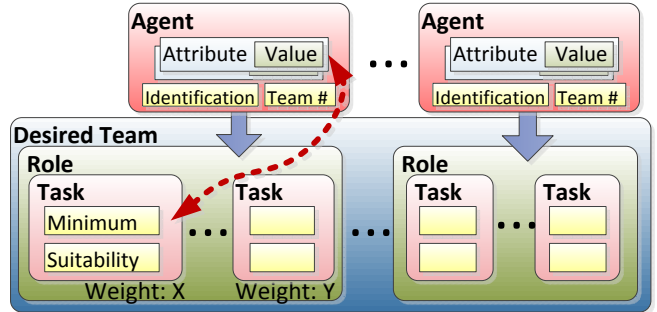 Agent
Attribute Value
Identification Team #
...
Agent
Attribute Value
Identification Team #
Desired Team
Role
Task
Minimum
Suitability
...
Task
Weight: X Weight: Y
...
Role
Task
...
Task